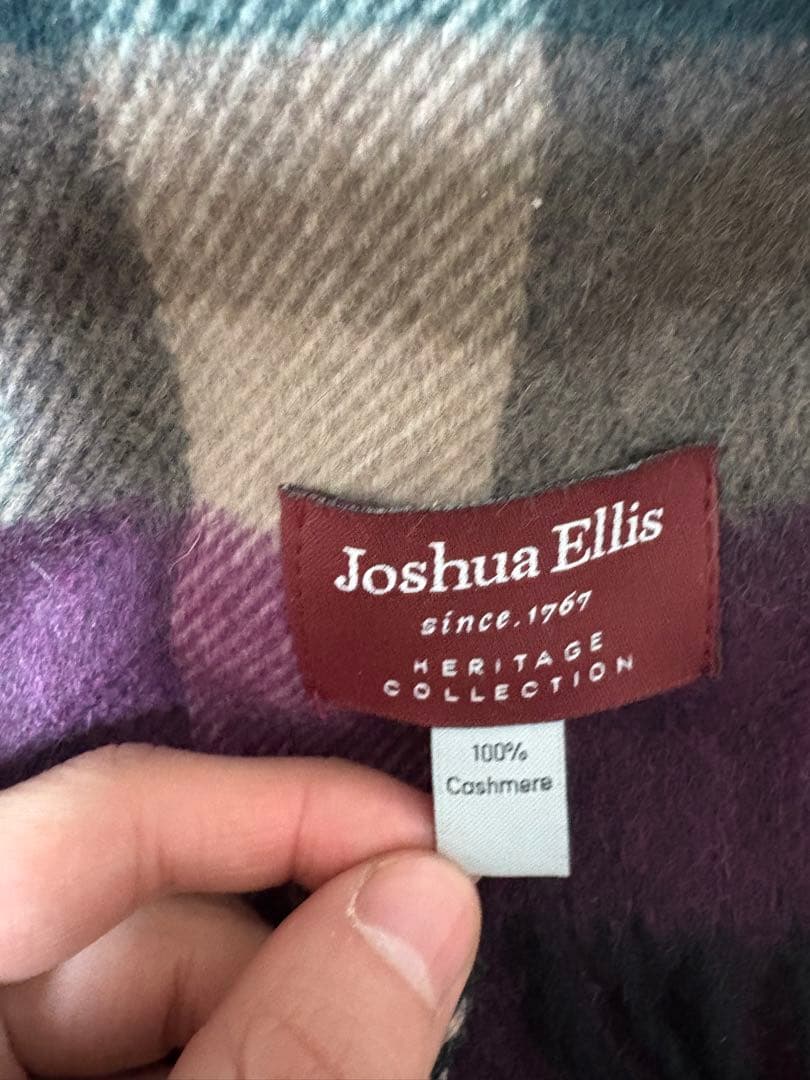 Joshua Ellis
since.1767
HERITAGE
COLLECTION
100%
Cashmere